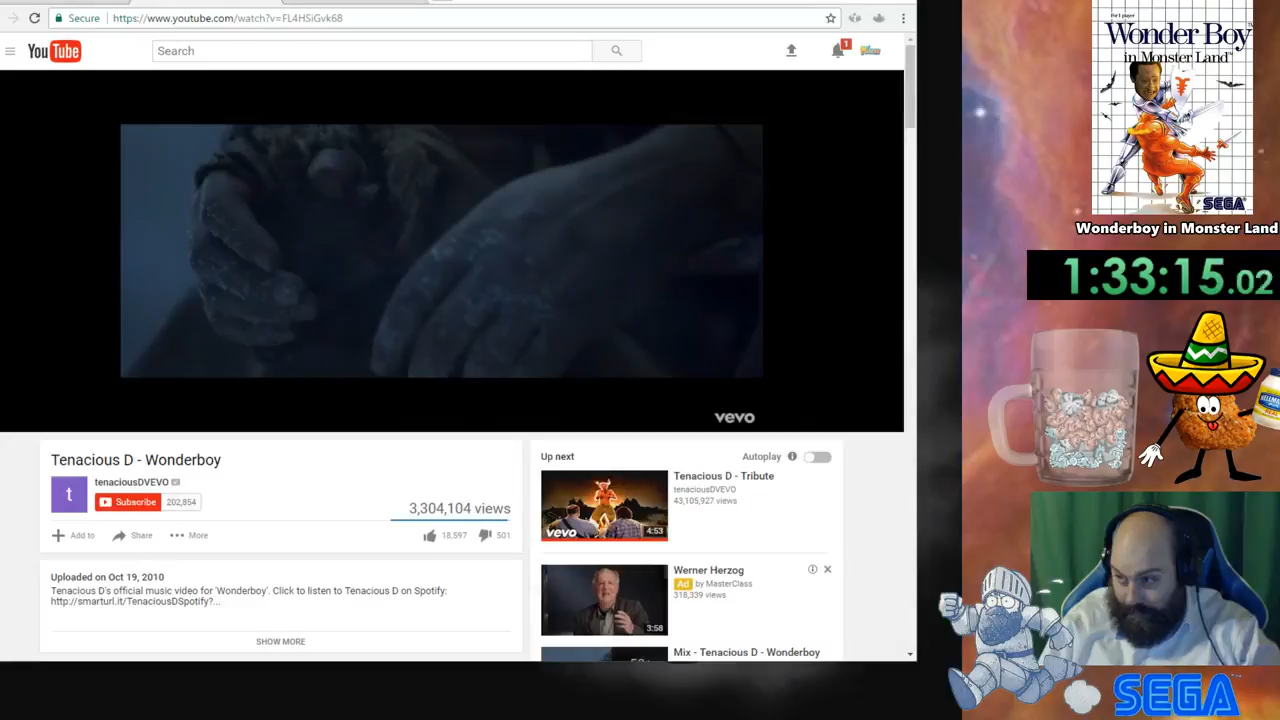 Secure
https://www.youtube.com/watch?v=FL4HSiGvk68
YouTube
Search
1
vevo
Tenacious D - Wonderboy
t
tenaciousDVEVO
Subscribe 202,854
3,304,104 views
Add to
Share
More
18,597
501
Uploaded on Oct 19, 2010
Tenacious D's official music video for 'Wonderboy'. Click to listen to Tenacious D on Spotify:
http://smarturl.it/TenaciousDSpotify?...
SHOW MORE
Up next
Autoplay
vevo
4:53
Tenacious D - Tribute
tenaciousDVEVO
43,105,927 views
3:58
Werner Herzog
Ad by MasterClass
318,339 views
Mix - Tenacious D - Wonderboy
Wonder Boy
in Monster Land
TM
SEGA
Wonderboy in Monster Land
1:33:15.02
SEGA
TM